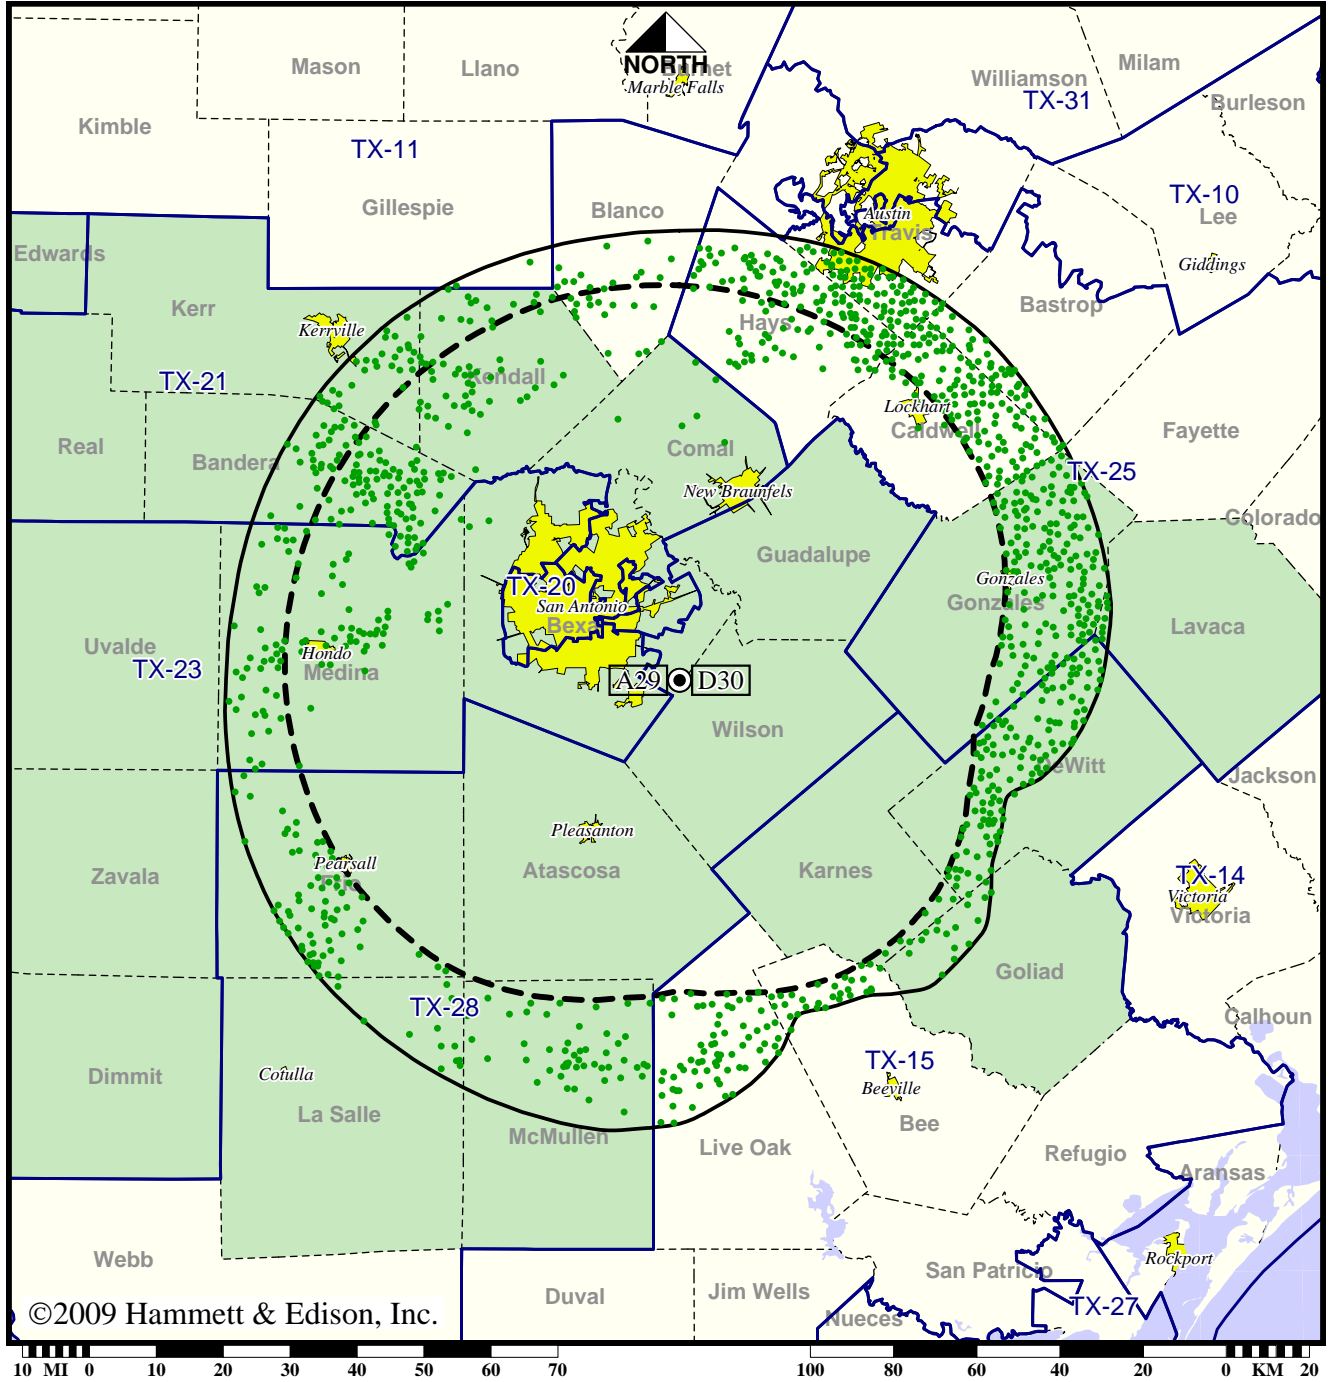 NORTH
Burnet
Marble Falls
Mason
Llano
Williamson
Milam
TX-31
Burleson
Kimble
TX-11
Gillespie
Blanco
TX-10
Lee
Austin
Travis
Giddings
Edwards
Kerr
Kerrville
Hays
Bastrop
TX-21
Kendall
Lockhart
Caldwell
Fayette
Real
Bandera
Comal
New Braunfels
TX-25
Colorado
Guadalupe
TX-20
San Antonio
Bexa
Gonzales
Gonzales
Lavaca
Uvalde
TX-23
Hondo
Medina
A29
D30
Wilson
DeWitt
Jackson
Pleasanton
Atascosa
Pearsall
Frio
Zavala
Karnes
TX-14
Victoria
Victoria
Goliad
TX-28
Calhoun
Dimmit
Cotulla
La Salle
McMullen
TX-15
Beeville
Bee
Live Oak
Refugio
Aransas
Webb
Duval
Jim Wells
San Patricio
Rockport
TX-27
Nueces
©2009 Hammett & Edison, Inc.
10 MI 0 10 20 30 40 50 60 70
100 80 60 40 20 0 KM 20